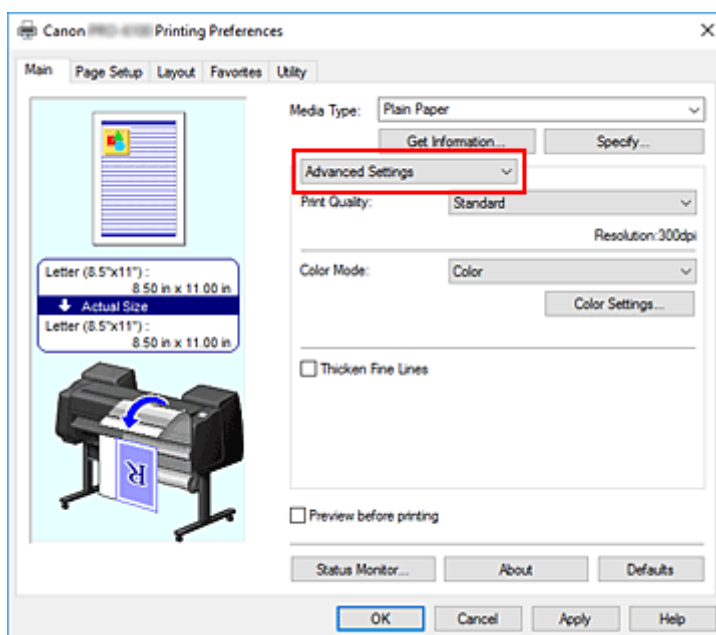 Canon Printing Preferences
Main Page Setup Layout Favorites Utility
Media Type: Plain Paper
Get Information... Specify...
Advanced Settings
Print Quality: Standard
Resolution:300dpi
Letter (8.5"x11") :
8.50 in x 11.00 in
Actual Size
Letter (8.5"x11") :
8.50 in x 11.00 in
R
Color Mode: Color
Color Settings...
Thicken Fine Lines
Preview before printing
Status Monitor... About Defaults
OK Cancel Apply Help